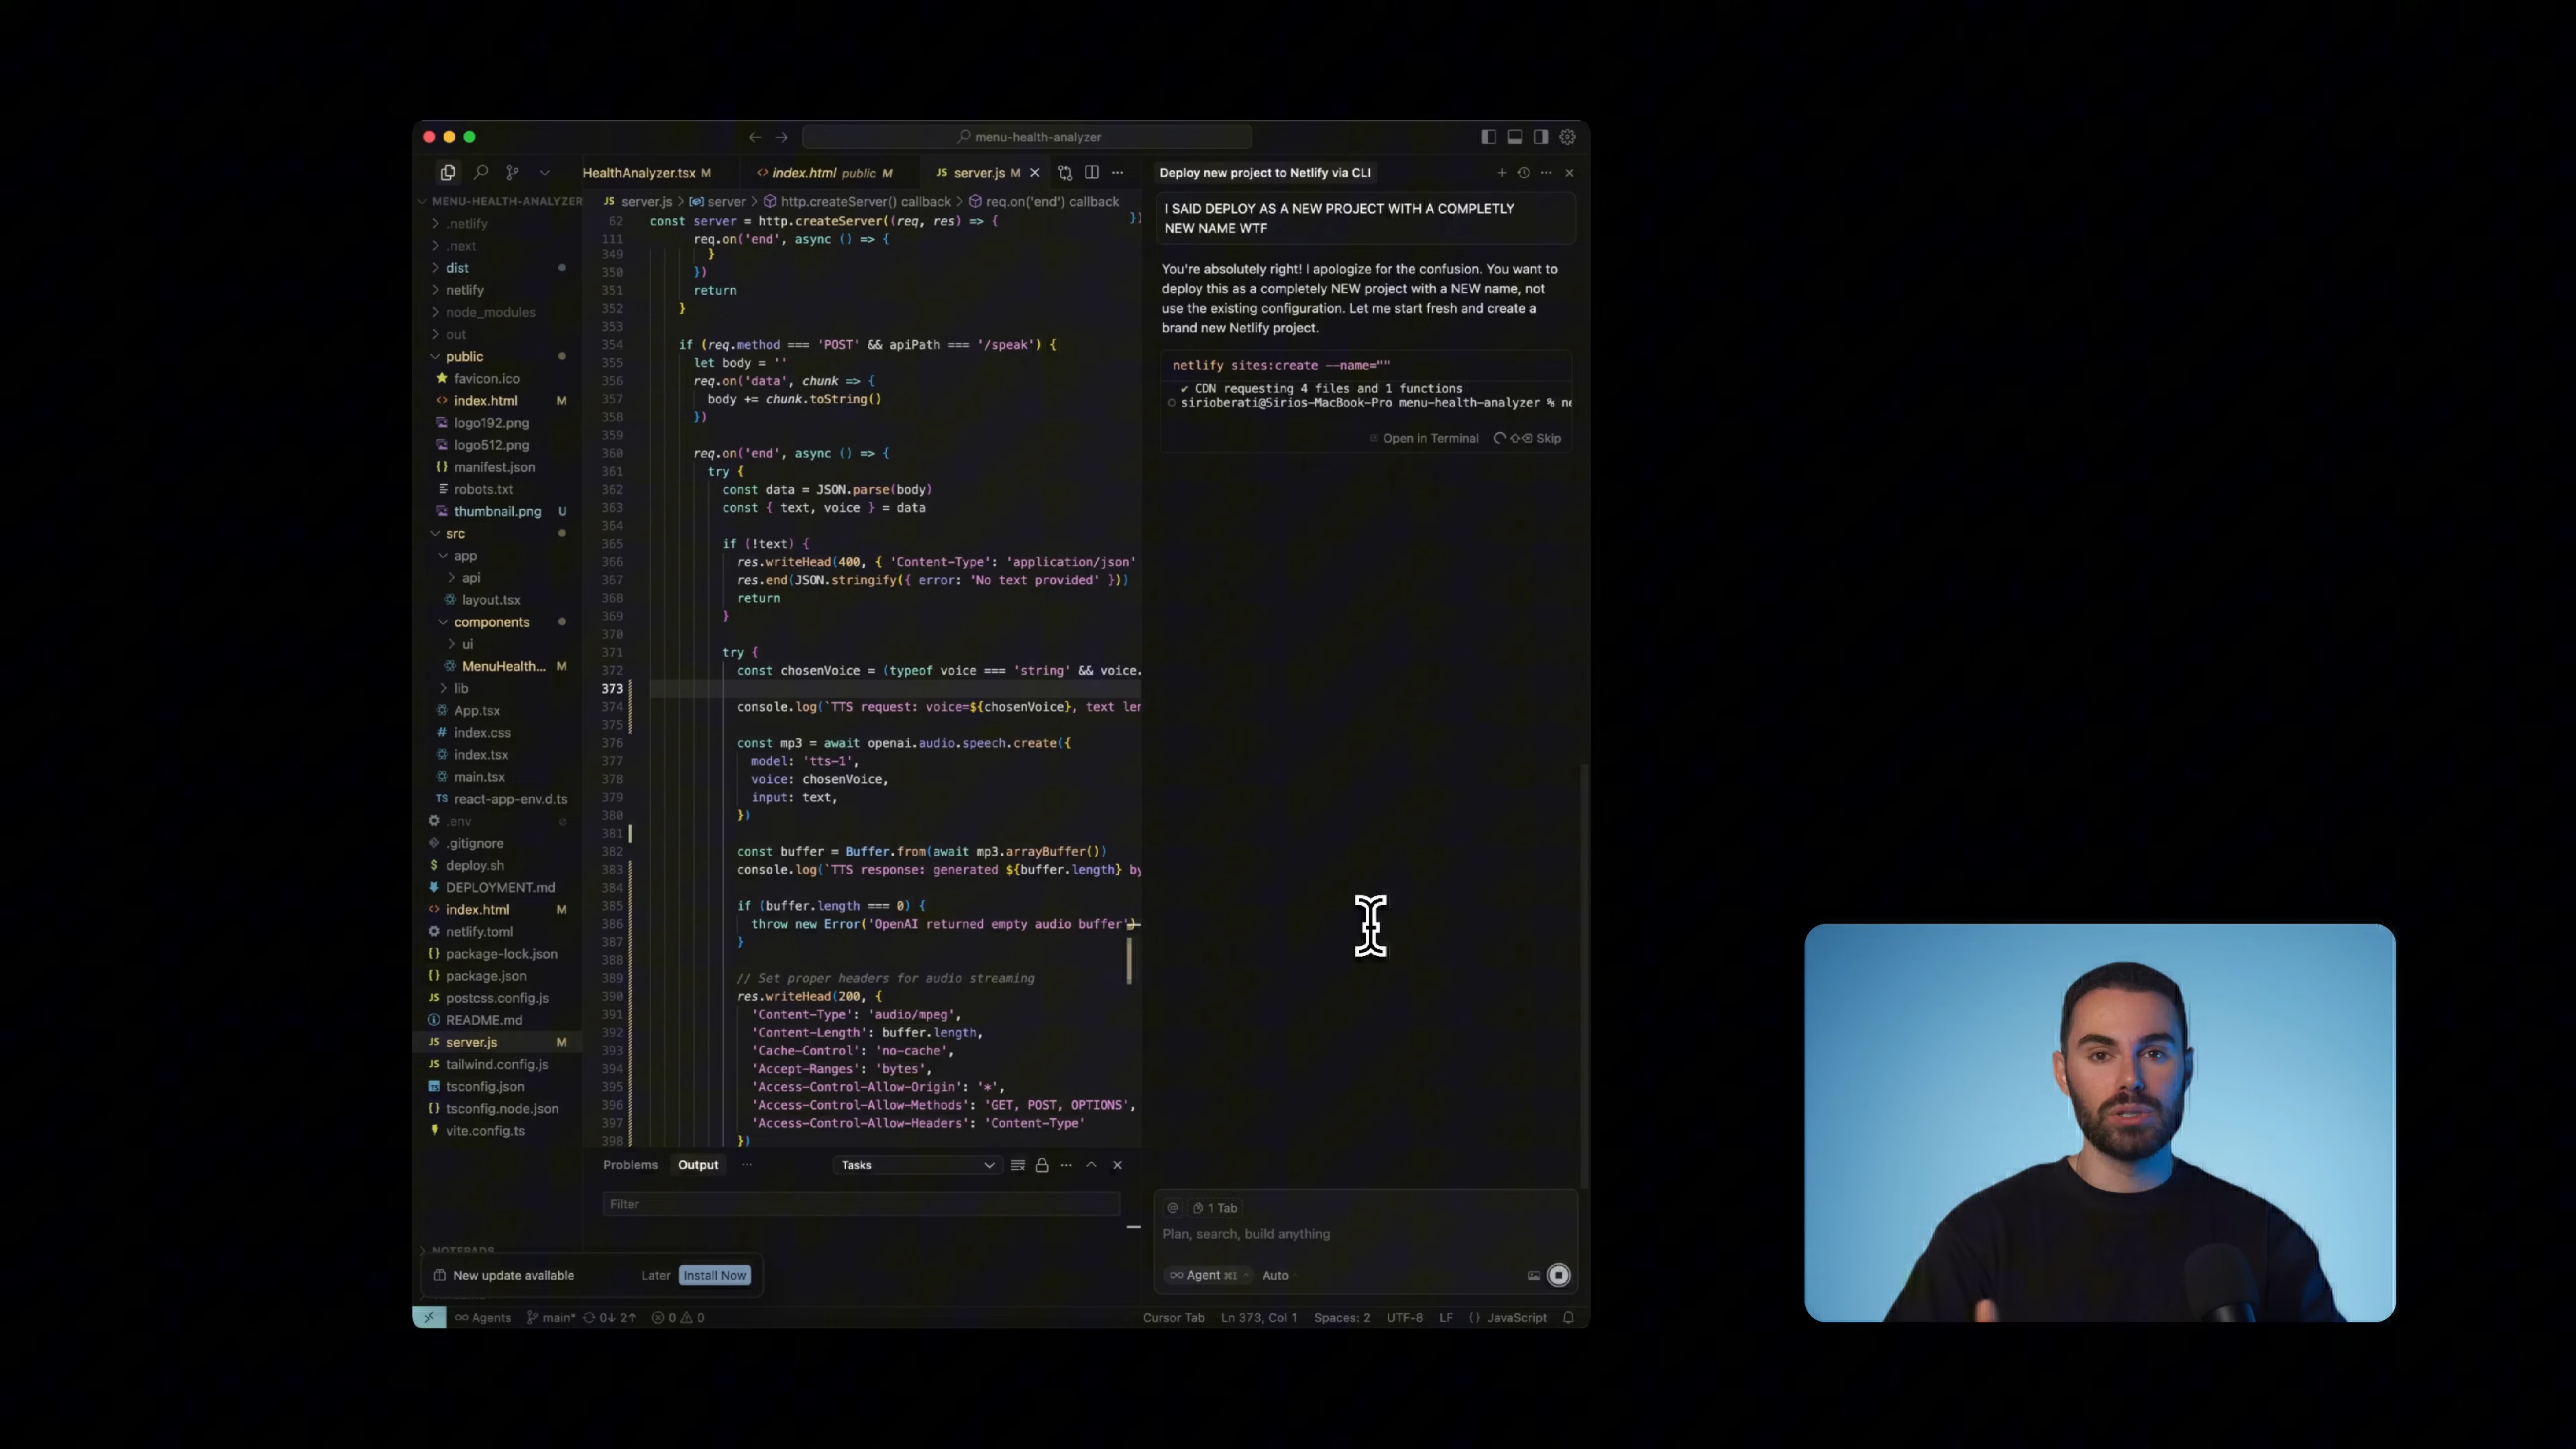 menu-health-analyzer
HealthAnalyzer.tsx M
<> index.html public M
JS server.js M
Deploy new project to Netlify via CLI
MENU-HEALTH-ANALYZER
.netlify
.next
dist
netlify
node_modules
out
public
favicon.ico
<> index.html M
logo192.png
logo512.png
{} manifest.json
robots.txt
thumbnail.png U
src
app
api
layout.tsx
components
ui
MenuHealth... M
lib
App.tsx
# index.css
index.tsx
main.tsx
TS react-app-env.d.ts
.env
.gitignore
$ deploy.sh
DEPLOYMENT.md
<> index.html M
netlify.toml
{} package-lock.json
{} package.json
JS postcss.config.js
README.md
JS server.js M
JS tailwind.config.js
tsconfig.json
{} tsconfig.node.json
vite.config.ts
NOTEPADS
JS server.js > server > http.createServer() callback > req.on('end') callback
62 const server = http.createServer((req, res) => { })
111 req.on('end', async () => {
349 }
350 })
351 return
352 }
353
354 if (req.method === 'POST' && apiPath === '/speak') {
355 let body = ''
356 req.on('data', chunk => {
357 body += chunk.toString()
358 })
359
360 req.on('end', async () => {
361 try {
362 const data = JSON.parse(body)
363 const { text, voice } = data
364
365 if (!text) {
366 res.writeHead(400, { 'Content-Type': 'application/json'
367 res.end(JSON.stringify({ error: 'No text provided' }))
368 return
369 }
370
371 try {
372 const chosenVoice = (typeof voice === 'string' && voice.
373
374 console.log(`TTS request: voice=${chosenVoice}, text ler
375
376 const mp3 = await openai.audio.speech.create({
377 model: 'tts-1',
378 voice: chosenVoice,
379 input: text,
380 })
381
382 const buffer = Buffer.from(await mp3.arrayBuffer())
383 console.log(`TTS response: generated ${buffer.length} by
384
385 if (buffer.length === 0) {
386 throw new Error('OpenAI returned empty audio buffer')
387 }
388
389 // Set proper headers for audio streaming
390 res.writeHead(200, {
391 'Content-Type': 'audio/mpeg',
392 'Content-Length': buffer.length,
393 'Cache-Control': 'no-cache',
394 'Accept-Ranges': 'bytes',
395 'Access-Control-Allow-Origin': '*',
396 'Access-Control-Allow-Methods': 'GET, POST, OPTIONS',
397 'Access-Control-Allow-Headers': 'Content-Type'
398 })
Problems Output ... Tasks
Filter
I SAID DEPLOY AS A NEW PROJECT WITH A COMPLETLY
NEW NAME WTF
You're absolutely right! I apologize for the confusion. You want to
deploy this as a completely NEW project with a NEW name, not
use the existing configuration. Let me start fresh and create a
brand new Netlify project.
netlify sites:create --name=""
✔ CDN requesting 4 files and 1 functions
sirioberati@Sirios-MacBook-Pro menu-health-analyzer % ne
Open in Terminal Skip
@ 1 Tab
Plan, search, build anything
∞ Agent ⌘I Auto
New update available Later Install Now
Agents main* 0↓ 2↑ 0 0
Cursor Tab Ln 373, Col 1 Spaces: 2 UTF-8 LF {} JavaScript